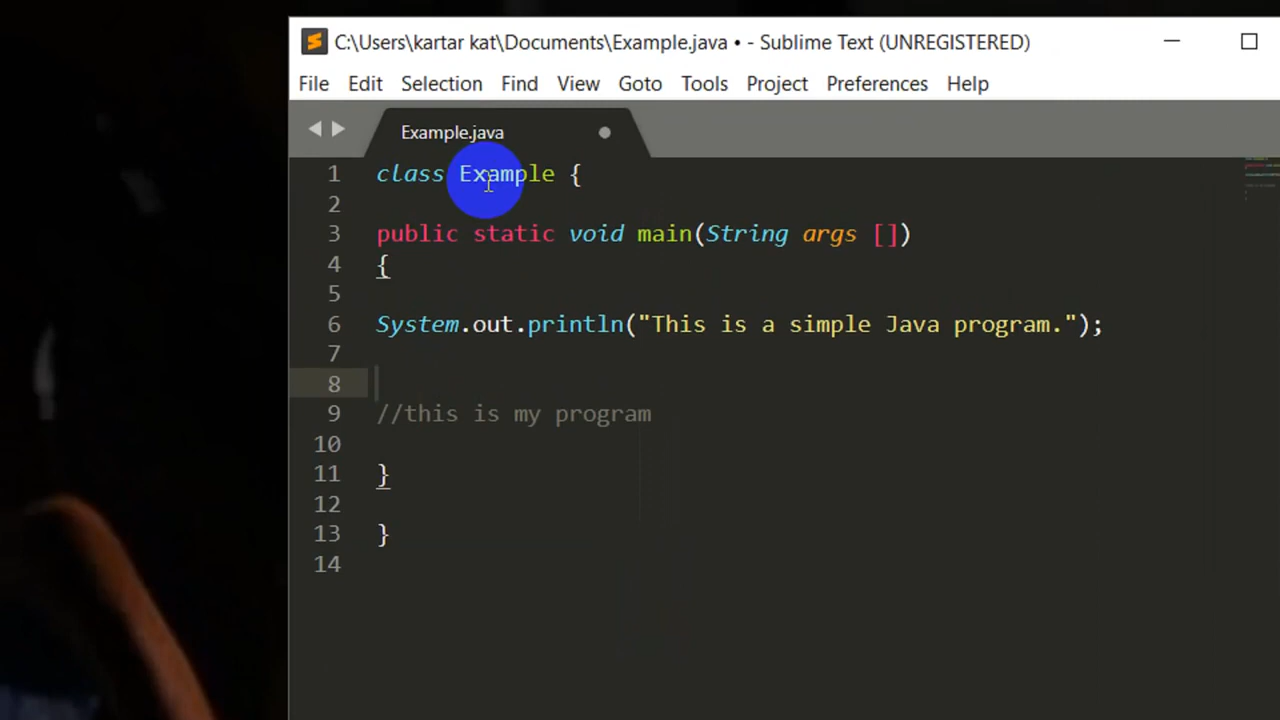 C:\Users\kartar kat\Documents\Example.java • - Sublime Text (UNREGISTERED)
File Edit Selection Find View Goto Tools Project Preferences Help
Example.java
1 class Example {
2
3 public static void main(String args [])
4 {
5
6 System.out.println("This is a simple Java program.");
7
8
9 //this is my program
10
11 }
12
13 }
14